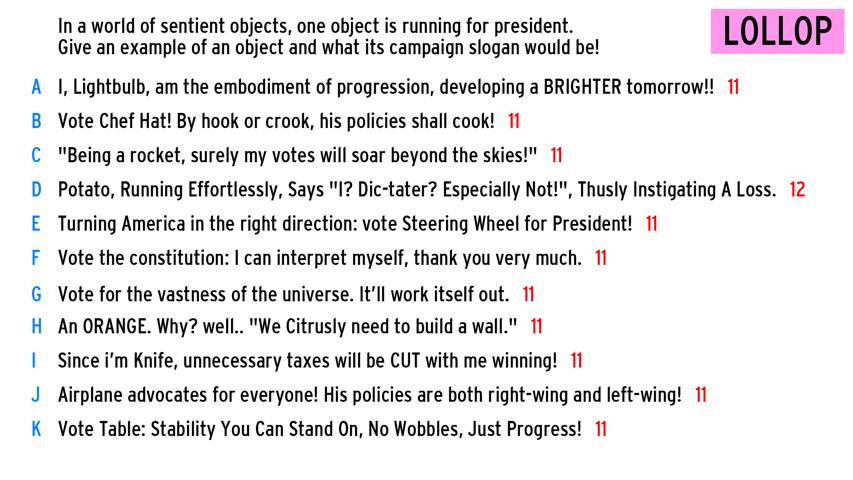 In a world of sentient objects, one object is running for president.
Give an example of an object and what its campaign slogan would be!
LOLLOP
A I, Lightbulb, am the embodiment of progression, developing a BRIGHTER tomorrow!! 11
B Vote Chef Hat! By hook or crook, his policies shall cook! 11
C "Being a rocket, surely my votes will soar beyond the skies!" 11
D Potato, Running Effortlessly, Says "I? Dic-tater? Especially Not!", Thusly Instigating A Loss. 12
E Turning America in the right direction: vote Steering Wheel for President! 11
F Vote the constitution: I can interpret myself, thank you very much. 11
G Vote for the vastness of the universe. It'll work itself out. 11
H An ORANGE. Why? well.. "We Citrusly need to build a wall." 11
I Since i'm Knife, unnecessary taxes will be CUT with me winning! 11
J Airplane advocates for everyone! His policies are both right-wing and left-wing! 11
K Vote Table: Stability You Can Stand On, No Wobbles, Just Progress! 11